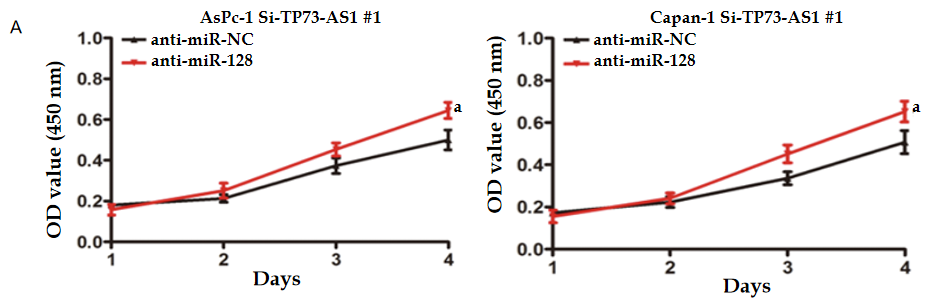 A
AsPc-1 Si-TP73-AS1 #1
anti-miR-NC
anti-miR-128
OD value (450 nm)
1.0
0.8
0.6
0.4
0.2
0.0
a
1 2 3 4
Days
Capan-1 Si-TP73-AS1 #1
anti-miR-NC
anti-miR-128
OD value (450 nm)
1.0
0.8
0.6
0.4
0.2
0.0
a
1 2 3 4
Days